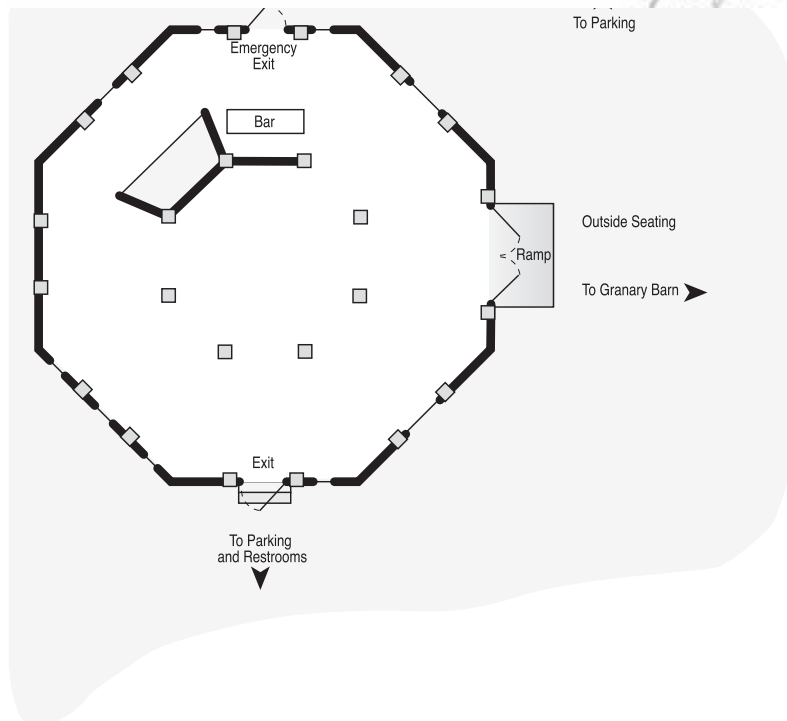 To Parking
Emergency
Exit
Bar
Outside Seating
Ramp
To Granary Barn
Exit
To Parking
and Restrooms